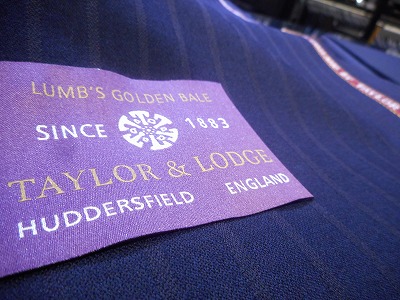 LUMB'S GOLDEN BALE
SINCE 1883
TAYLOR & LODGE
HUDDERSFIELD ENGLAND